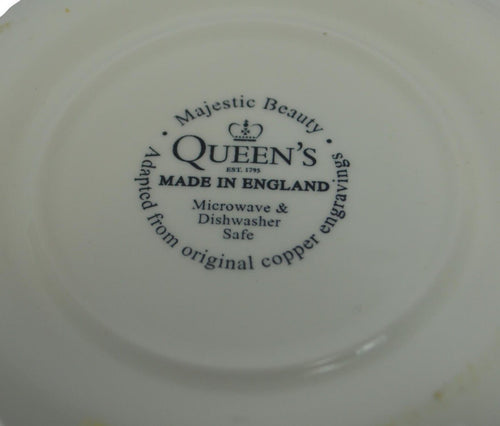 • Majestic Beauty •
QUEEN'S
EST. 1795
MADE IN ENGLAND
Microwave &
Dishwasher
Safe
Adapted from original copper engravings